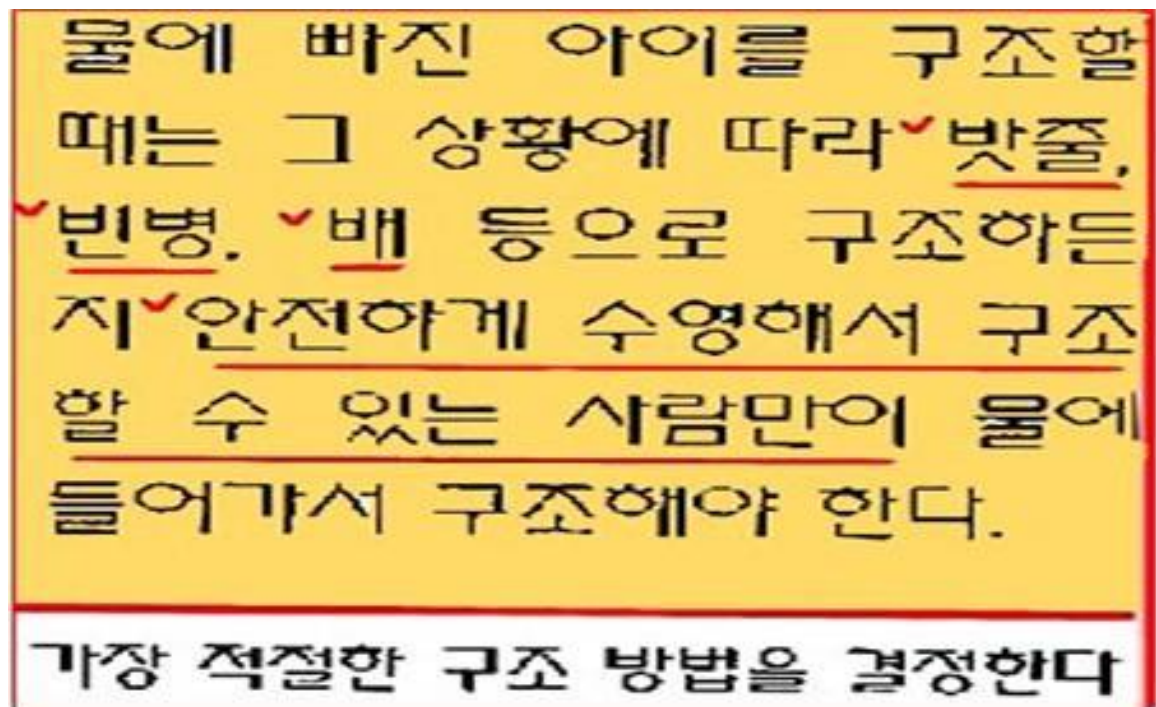 물에 빠진 아이를 구조할
때는 그 상황에 따라 밧줄,
빈병, 배 등으로 구조하든
지 안전하게 수영해서 구조
할 수 있는 사람만이 물에
들어가서 구조해야 한다.
가장 적절한 구조 방법을 결정한다